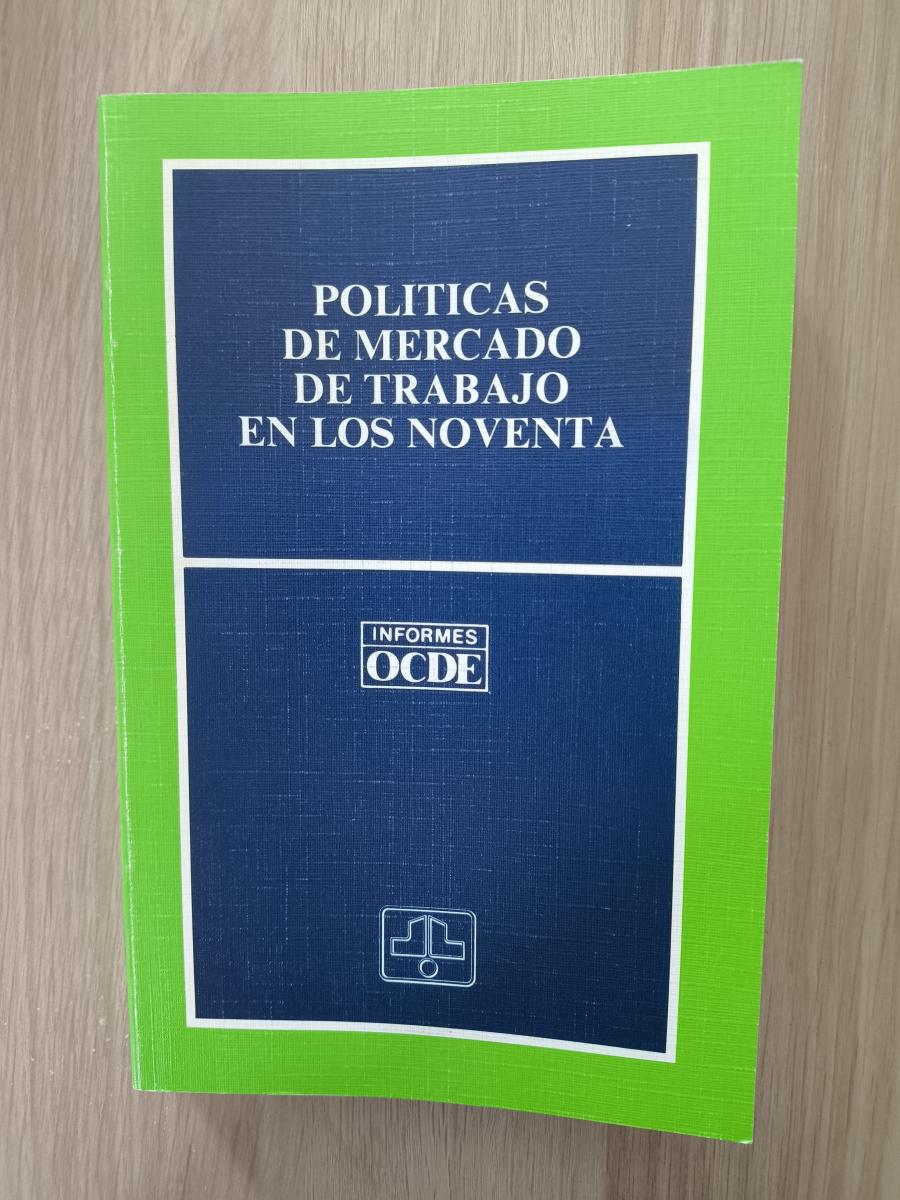 POLITICAS
DE MERCADO
DE TRABAJO
EN LOS NOVENTA
INFORMES
OCDE